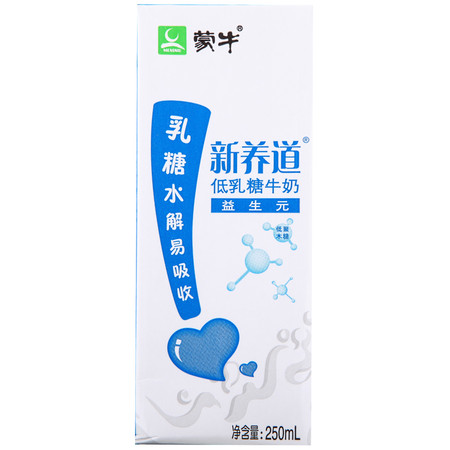 蒙牛®
MENGNIU
乳糖水解易吸收
新养道®
低乳糖牛奶
益生元
低聚
木糖
净含量:250mL